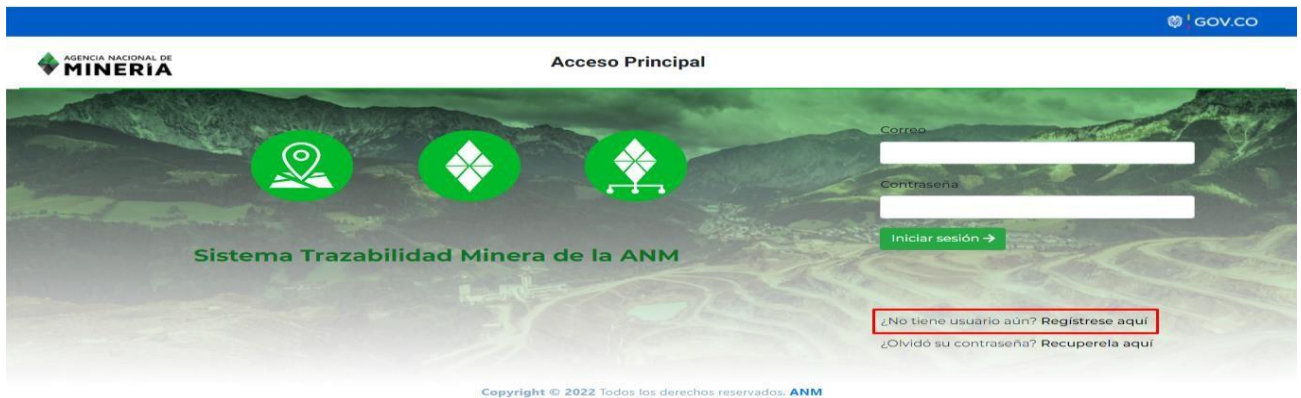 GOV.CO
AGENCIA NACIONAL DE
MINERÍA
Acceso Principal
Correo
Contraseña
Iniciar sesión →
Sistema Trazabilidad Minera de la ANM
¿No tiene usuario aún? Regístrese aquí
¿Olvidó su contraseña? Recuperela aquí
Copyright © 2022 Todos los derechos reservados. ANM